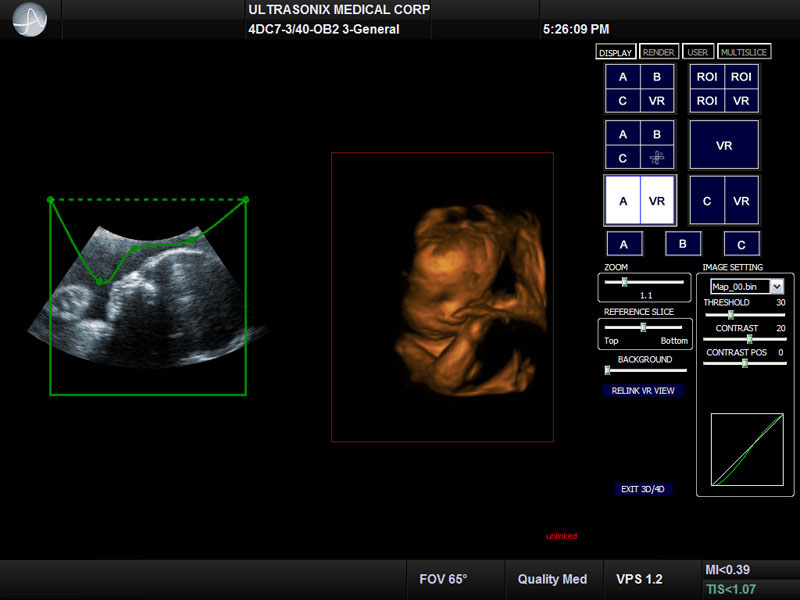 ULTRASONIX MEDICAL CORP
4DC7-3/40-OB2 3-General
5:26:09 PM
DISPLAY RENDER USER MULTISLICE
A B ROI ROI
C VR ROI VR
A B VR
C
A VR C VR
A B C
ZOOM
1.1
REFERENCE SLICE
Top Bottom
BACKGROUND
RELINK VR VIEW
EXIT 3D/4D
IMAGE SETTING
Map_00.bin
THRESHOLD 30
CONTRAST 20
CONTRAST POS 0
unlinked
FOV 65°
Quality Med
VPS 1.2
MI<0.39
TIS<1.07